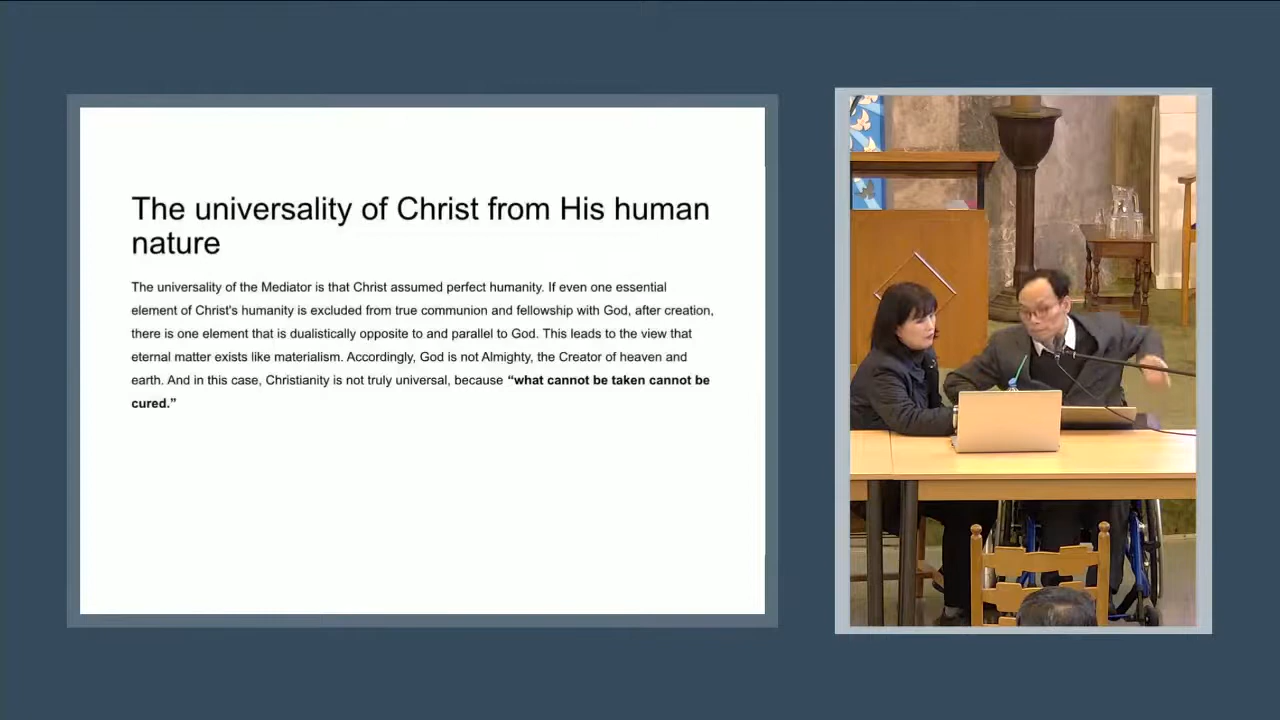 The universality of Christ from His human
nature
The universality of the Mediator is that Christ assumed perfect humanity. If even one essential
element of Christ's humanity is excluded from true communion and fellowship with God, after creation,
there is one element that is dualistically opposite to and parallel to God. This leads to the view that
eternal matter exists like materialism. Accordingly, God is not Almighty, the Creator of heaven and
earth. And in this case, Christianity is not truly universal, because “what cannot be taken cannot be
cured.”